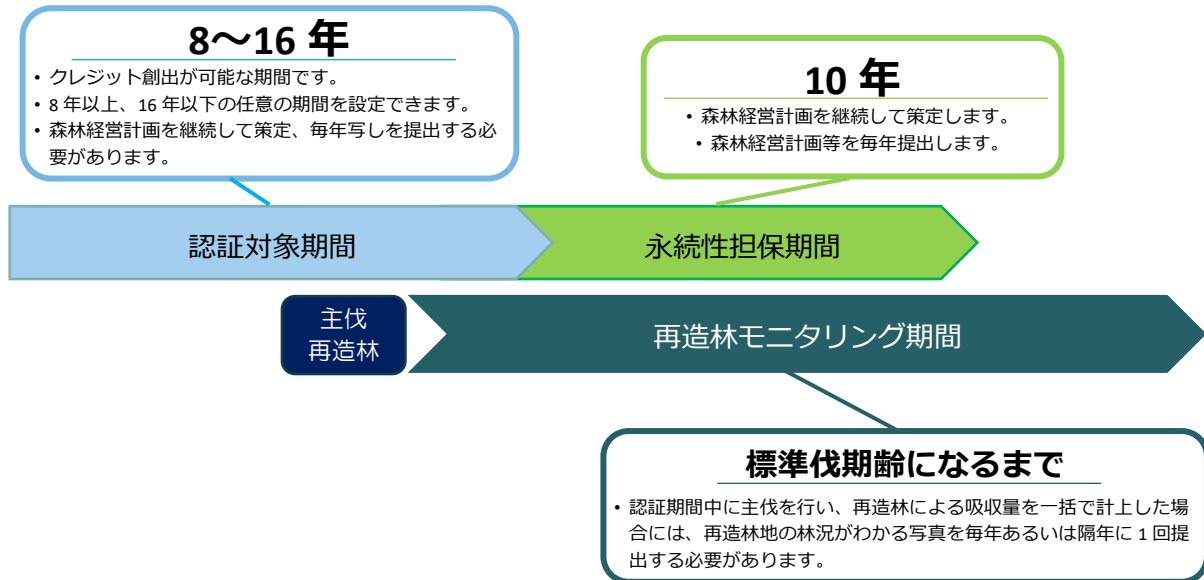 8～16 年
• クレジット創出が可能な期間です。
• 8 年以上、16 年以下の任意の期間を設定できます。
• 森林経営計画を継続して策定、毎年写しを提出する必
要があります。
10 年
• 森林経営計画を継続して策定します。
• 森林経営計画等を毎年提出します。
認証対象期間
永続性担保期間
主伐
再造林
再造林モニタリング期間
標準伐期齢になるまで
• 認証期間中に主伐を行い、再造林による吸収量を一括で計上した場
合には、再造林地の林況がわかる写真を毎年あるいは隔年に 1 回提
出する必要があります。